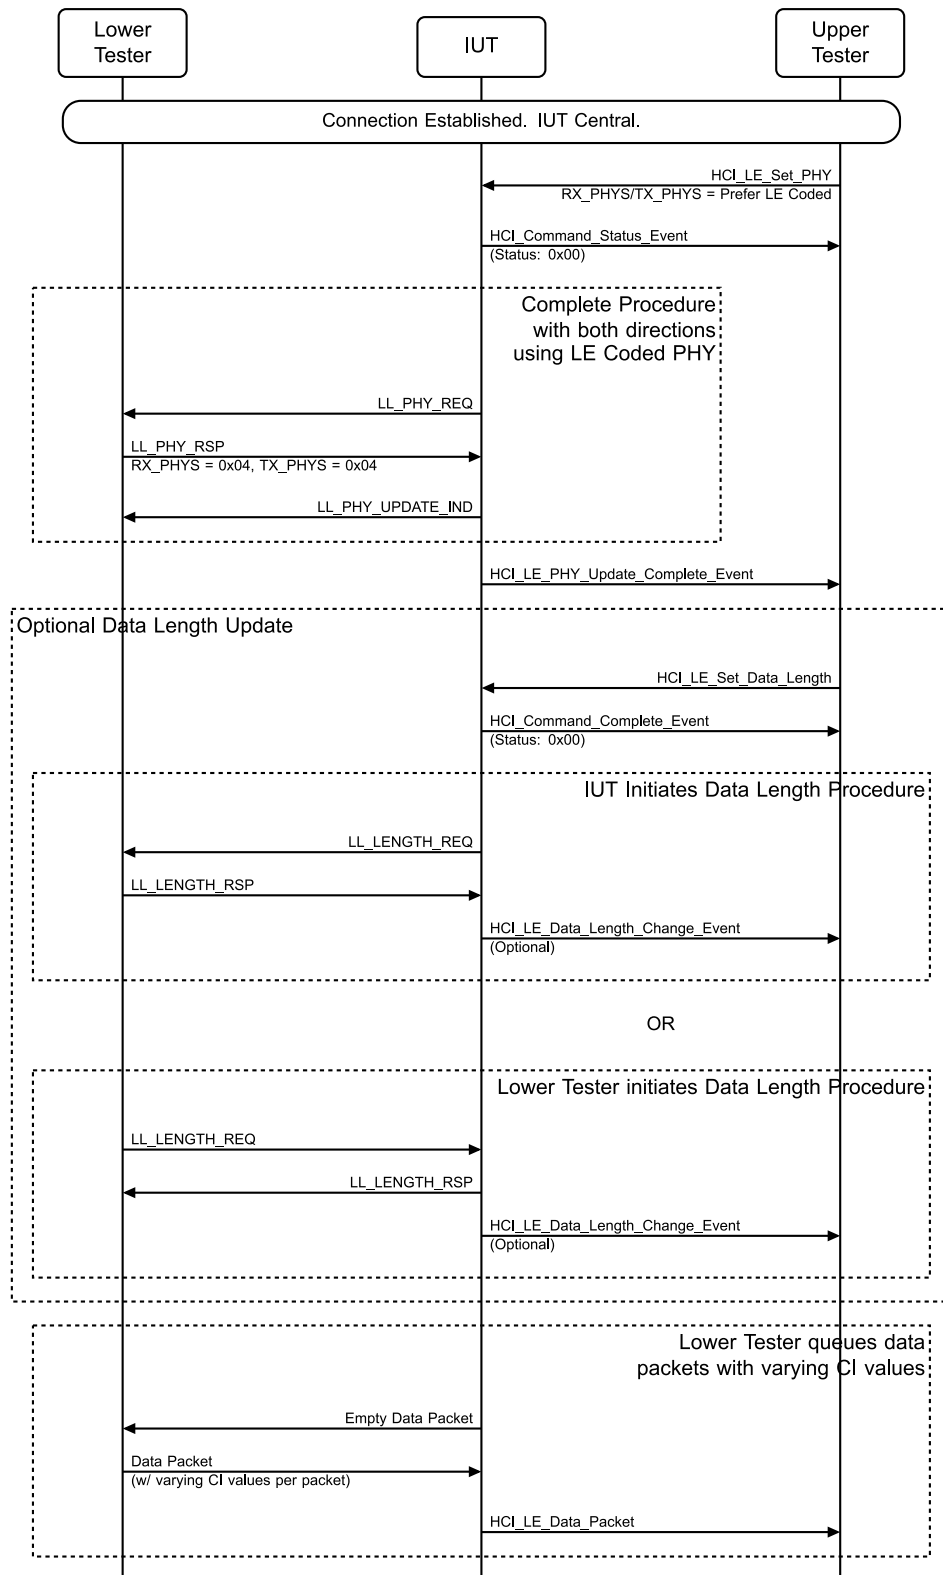 Lower
Tester
IUT
Upper
Tester
Connection Established. IUT Central.
HCI_LE_Set_PHY
RX_PHYS/TX_PHYS = Prefer LE Coded
HCI_Command_Status_Event
(Status: 0x00)
Complete Procedure
with both directions
using LE Coded PHY
LL_PHY_REQ
LL_PHY_RSP
RX_PHYS = 0x04, TX_PHYS = 0x04
LL_PHY_UPDATE_IND
HCI_LE_PHY_Update_Complete_Event
Optional Data Length Update
HCI_LE_Set_Data_Length
HCI_Command_Complete_Event
(Status: 0x00)
IUT Initiates Data Length Procedure
LL_LENGTH_REQ
LL_LENGTH_RSP
HCI_LE_Data_Length_Change_Event
(Optional)
OR
Lower Tester initiates Data Length Procedure
LL_LENGTH_REQ
LL_LENGTH_RSP
HCI_LE_Data_Length_Change_Event
(Optional)
Lower Tester queues data
packets with varying CI values
Empty Data Packet
Data Packet
(w/ varying CI values per packet)
HCI_LE_Data_Packet